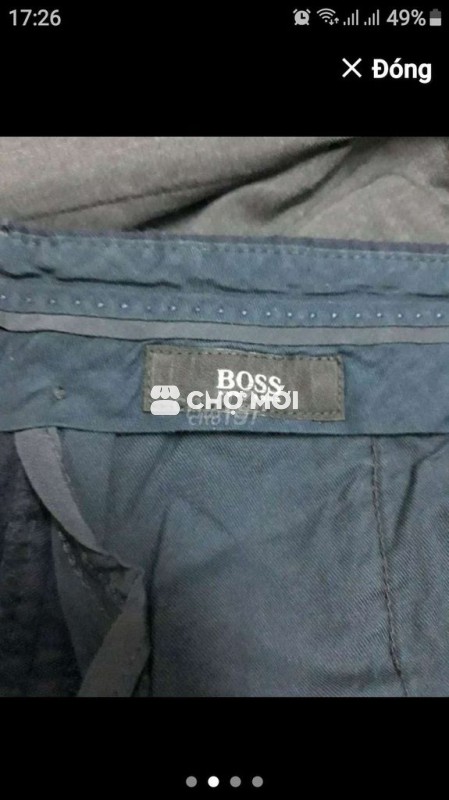 17:26
49%
Đóng
BOSS
CHỢ MỚI